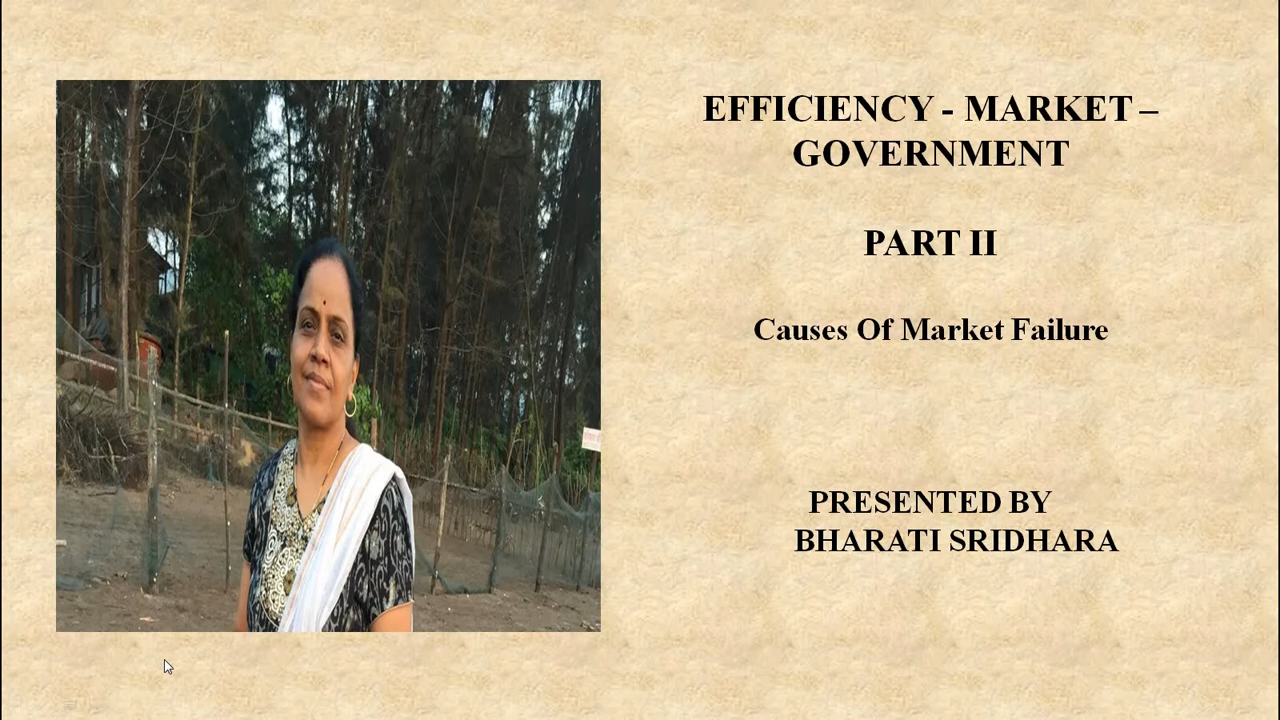 EFFICIENCY - MARKET –
GOVERNMENT
PART II
Causes Of Market Failure
PRESENTED BY
BHARATI SRIDHARA